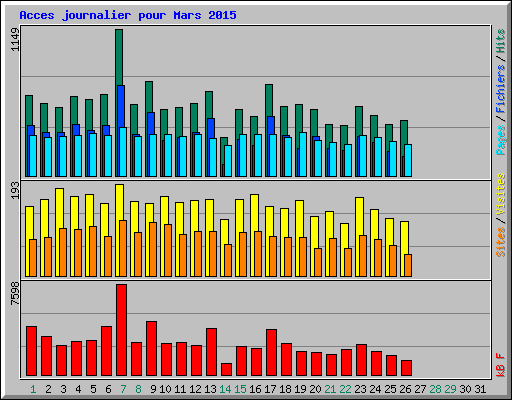 Acces journalier pour Mars 2015
1149
193
7598
Pages / Fichiers / Hits
Sites / Visites
kB F
1 2 3 4 5 6 7 8 9 10 11 12 13 14 15 16 17 18 19 20 21 22 23 24 25 26 27 28 29 30 31